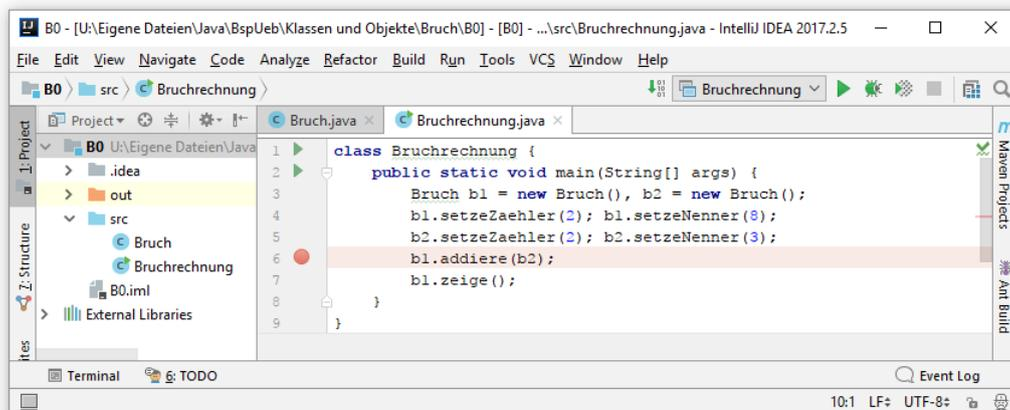 B0 - [U:\Eigene Dateien\Java\BspUeb\Klassen und Objekte\Bruch\B0] - [B0] - ...\src\Bruchrechnung.java - IntelliJ IDEA 2017.2.5
File Edit View Navigate Code Analyze Refactor Build Run Tools VCS Window Help
B0 src Bruchrechnung Bruchrechnung
Project Bruch.java Bruchrechnung.java
1: Project
Z: Structure
B0 U:\Eigene Dateien\Java
.idea
out
src
Bruch
Bruchrechnung
B0.iml
External Libraries
1 class Bruchrechnung {
2 public static void main(String[] args) {
3 Bruch b1 = new Bruch(), b2 = new Bruch();
4 b1.setzeZaehler(2); b1.setzeNenner(8);
5 b2.setzeZaehler(2); b2.setzeNenner(3);
6 b1.addiere(b2);
7 b1.zeige();
8 }
9 }
Maven Projects
Ant Build
Terminal 6: TODO Event Log
10:1 LF UTF-8